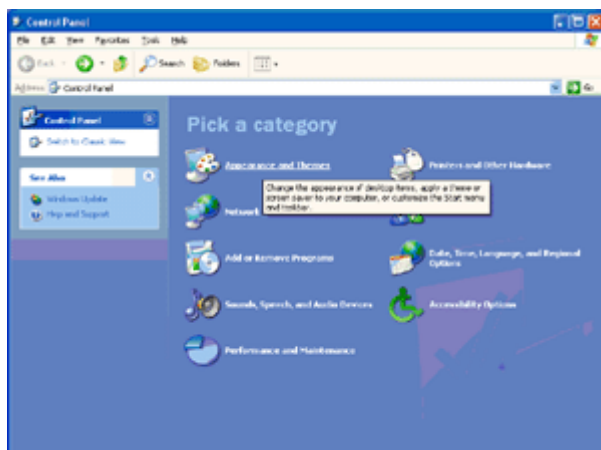 Control Panel
File Edit View Favorites Tools Help
Back Search Folders
Address Control Panel Go
Control Panel
Switch to Classic View
See Also
Windows Update
Help and Support
Pick a category
Appearance and Themes
Printers and Other Hardware
Change the appearance of desktop items, apply a theme or
screen saver to your computer, or customize the Start menu
and taskbar.
Network
Add or Remove Programs
Date, Time, Language, and Regional
Options
Sounds, Speech, and Audio Devices
Accessibility Options
Performance and Maintenance